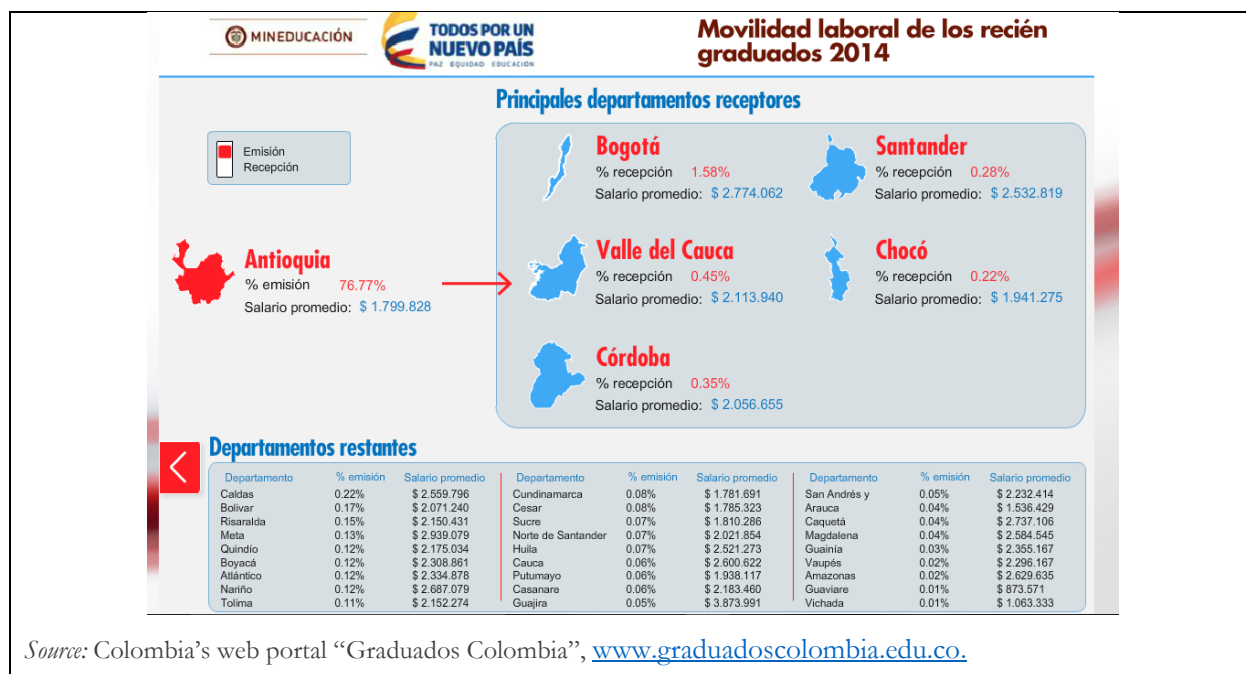 MINEDUCACIÓN
TODOS POR UN
NUEVO PAÍS
PAZ EQUIDAD EDUCACIÓN
Movilidad laboral de los recién
graduados 2014
Principales departamentos receptores
Emisión
Recepción
Antioquia
% emisión 76.77%
Salario promedio: $ 1.799.828
Bogotá
% recepción 1.58%
Salario promedio: $ 2.774.062
Santander
% recepción 0.28%
Salario promedio: $ 2.532.819
Valle del Cauca
% recepción 0.45%
Salario promedio: $ 2.113.940
Chocó
% recepción 0.22%
Salario promedio: $ 1.941.275
Córdoba
% recepción 0.35%
Salario promedio: $ 2.056.655
Departamentos restantes
Departamento % emisión Salario promedio Departamento % emisión Salario promedio Departamento % emisión Salario promedio
Caldas 0.22% $ 2.559.796 Cundinamarca 0.08% $ 1.781.691 San Andrés y 0.05% $ 2.232.414
Bolívar 0.17% $ 2.071.240 Cesar 0.08% $ 1.785.323 Arauca 0.04% $ 1.536.429
Risaralda 0.15% $ 2.150.431 Sucre 0.07% $ 1.810.286 Caquetá 0.04% $ 2.737.106
Meta 0.13% $ 2.939.079 Norte de Santander 0.07% $ 2.021.854 Magdalena 0.04% $ 2.584.545
Quindío 0.12% $ 2.175.034 Huila 0.07% $ 2.521.273 Guainía 0.03% $ 2.355.167
Boyacá 0.12% $ 2.308.861 Cauca 0.06% $ 2.600.622 Vaupés 0.02% $ 2.296.167
Atlántico 0.12% $ 2.334.878 Putumayo 0.06% $ 1.938.117 Amazonas 0.02% $ 2.629.635
Nariño 0.12% $ 2.687.079 Casanare 0.06% $ 2.183.460 Guaviare 0.01% $ 873.571
Tolima 0.11% $ 2.152.274 Guajira 0.05% $ 3.873.991 Vichada 0.01% $ 1.063.333
Source: Colombia’s web portal “Graduados Colombia”, www.graduadoscolombia.edu.co.